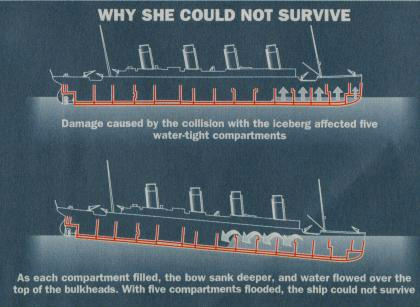 WHY SHE COULD NOT SURVIVE
Damage caused by the collision with the iceberg affected five
water-tight compartments
As each compartment filled, the bow sank deeper, and water flowed over the
top of the bulkheads. With five compartments flooded, the ship could not survive